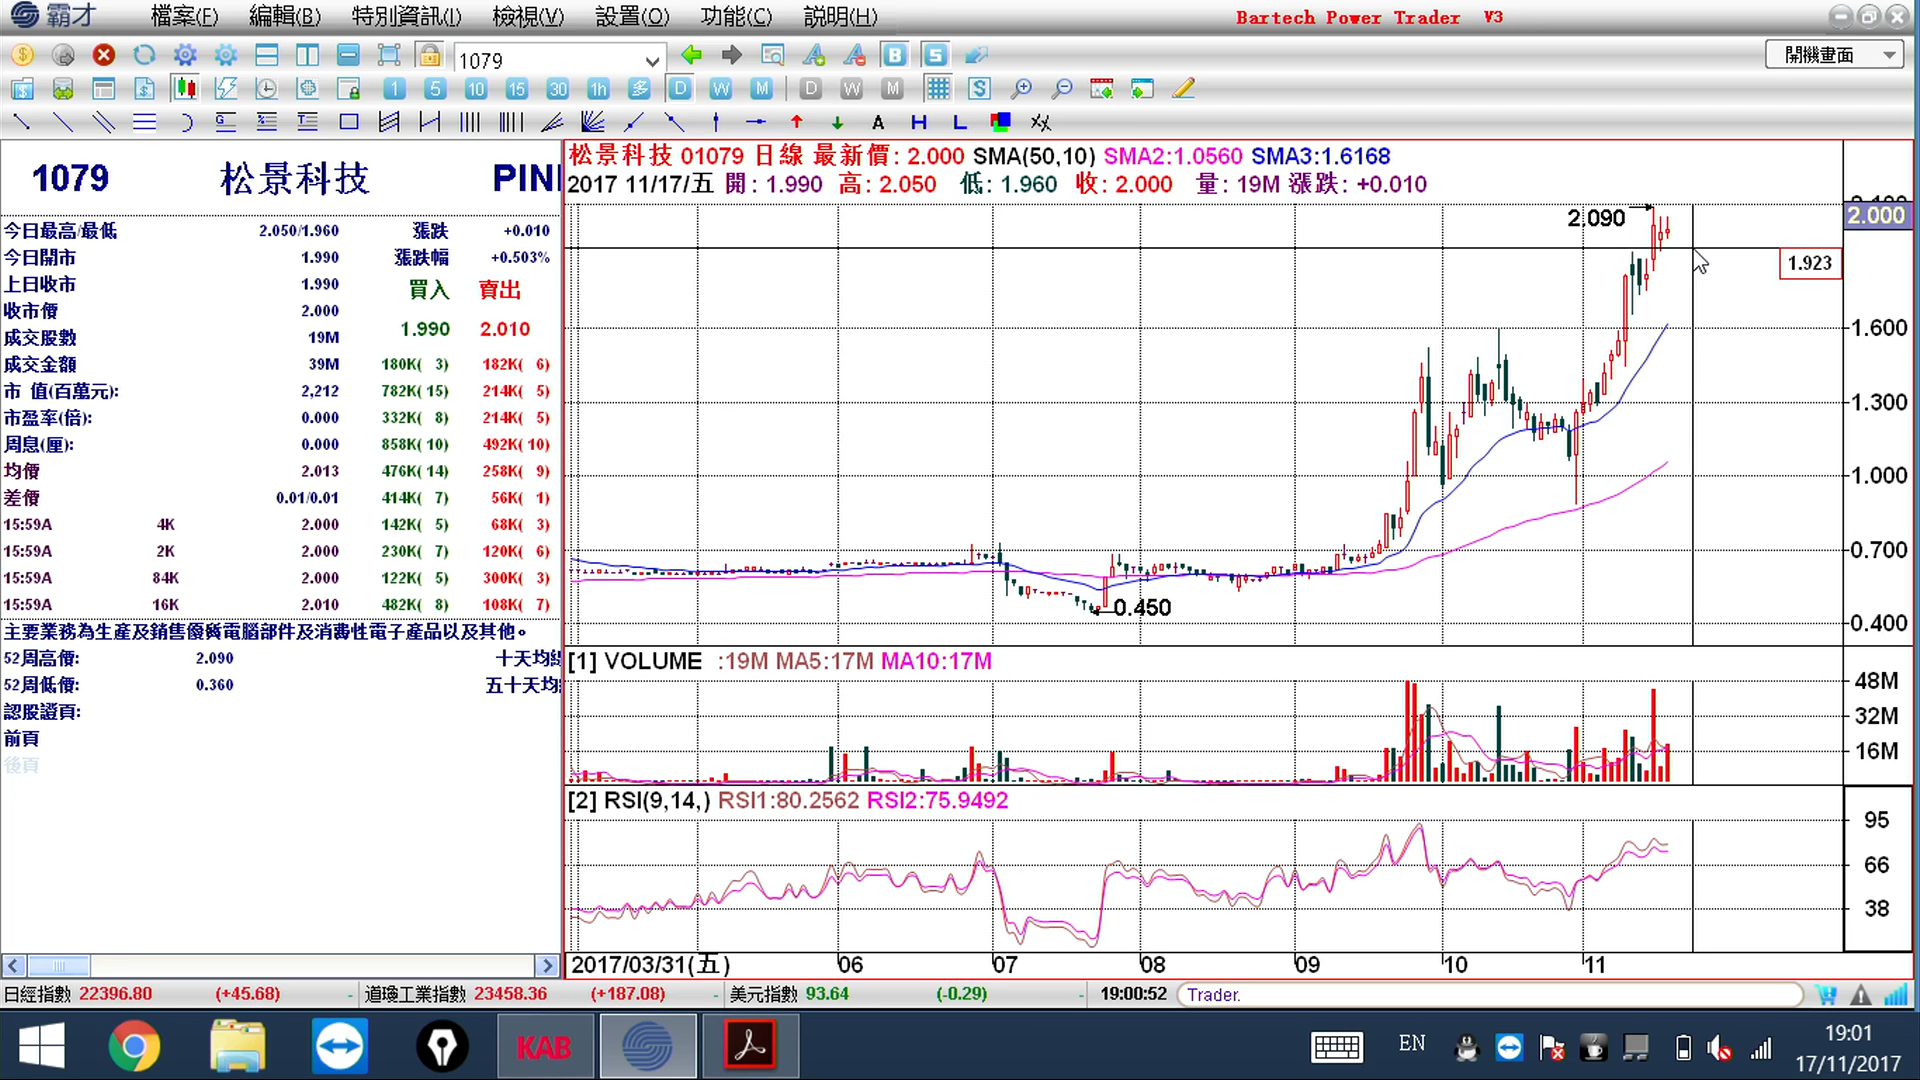 霸才 檔案(F) 編輯(B) 特別資訊(I) 檢視(V) 設置(O) 功能(C) 說明(H) Bartech Power Trader V3
1079 B S 開機畫面
1 5 10 15 30 1h 多 D W M D W M S
A H L
1079 松景科技 PIN
今日最高/最低 2.050/1.960 漲跌 +0.010
今日開市 1.990 漲跌幅 +0.503%
上日收市 1.990 買入 賣出
收市價 2.000 1.990 2.010
成交股數 19M
成交金額 39M 180K( 3) 182K( 6)
市 值(百萬元): 2,212 782K( 15) 214K( 5)
市盈率(倍): 0.000 332K( 8) 214K( 5)
周息(厘): 0.000 858K( 10) 492K( 10)
均價 2.013 476K( 14) 258K( 9)
差價 0.01/0.01 414K( 7) 56K( 1)
15:59A 4K 2.000 142K( 5) 68K( 3)
15:59A 2K 2.000 230K( 7) 120K( 6)
15:59A 84K 2.000 122K( 5) 300K( 3)
15:59A 16K 2.010 482K( 8) 108K( 7)
主要業務為生產及銷售優質電腦部件及消費性電子產品以及其他。
52周高價: 2.090 十天均
52周低價: 0.360 五十天均
認股證頁:
前頁
後頁
松景科技 01079 日線 最新價: 2.000 SMA(50,10) SMA2:1.0560 SMA3:1.6168
2017 11/17/五 開: 1.990 高: 2.050 低: 1.960 收: 2.000 量: 19M 漲跌: +0.010
2.090
2.000
1.923
1.600
1.300
1.000
0.700
0.450
0.400
[1] VOLUME :19M MA5:17M MA10:17M
48M
32M
16M
[2] RSI(9,14,) RSI1:80.2562 RSI2:75.9492
95
66
38
2017/03/31(五) 06 07 08 09 10 11
日經指數 22396.80 (+45.68) - 道瓊工業指數 23458.36 (+187.08) - 美元指數 93.64 (-0.29) - 19:00:52 Trader.
KAB EN 19:01
17/11/2017